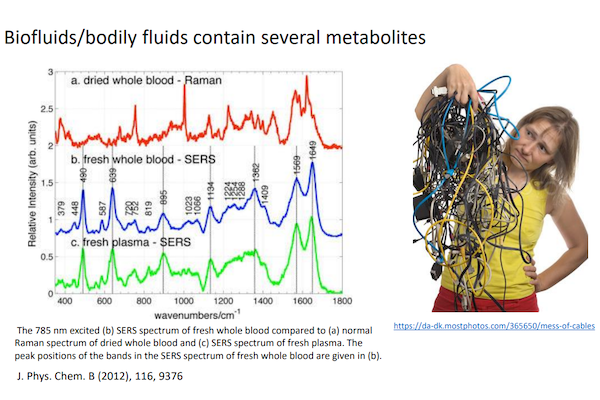 Biofluids/bodily fluids contain several metabolites
3
a. dried whole blood - Raman
2.5
2
b. fresh whole blood - SERS
1.5
1
0.5
0
Relative Intensity (arb. units)
379
448
490
587
639
725
752
819
895
1023
1066
1134
1224
1254
1288
1362
1409
1569
1649
c. fresh plasma - SERS
400 600 800 1000 1200 1400 1600 1800
wavenumbers/cm-1
The 785 nm excited (b) SERS spectrum of fresh whole blood compared to (a) normal
Raman spectrum of dried whole blood and (c) SERS spectrum of fresh plasma. The
peak positions of the bands in the SERS spectrum of fresh whole blood are given in (b).
J. Phys. Chem. B (2012), 116, 9376
https://da-dk.mostphotos.com/365650/mess-of-cables